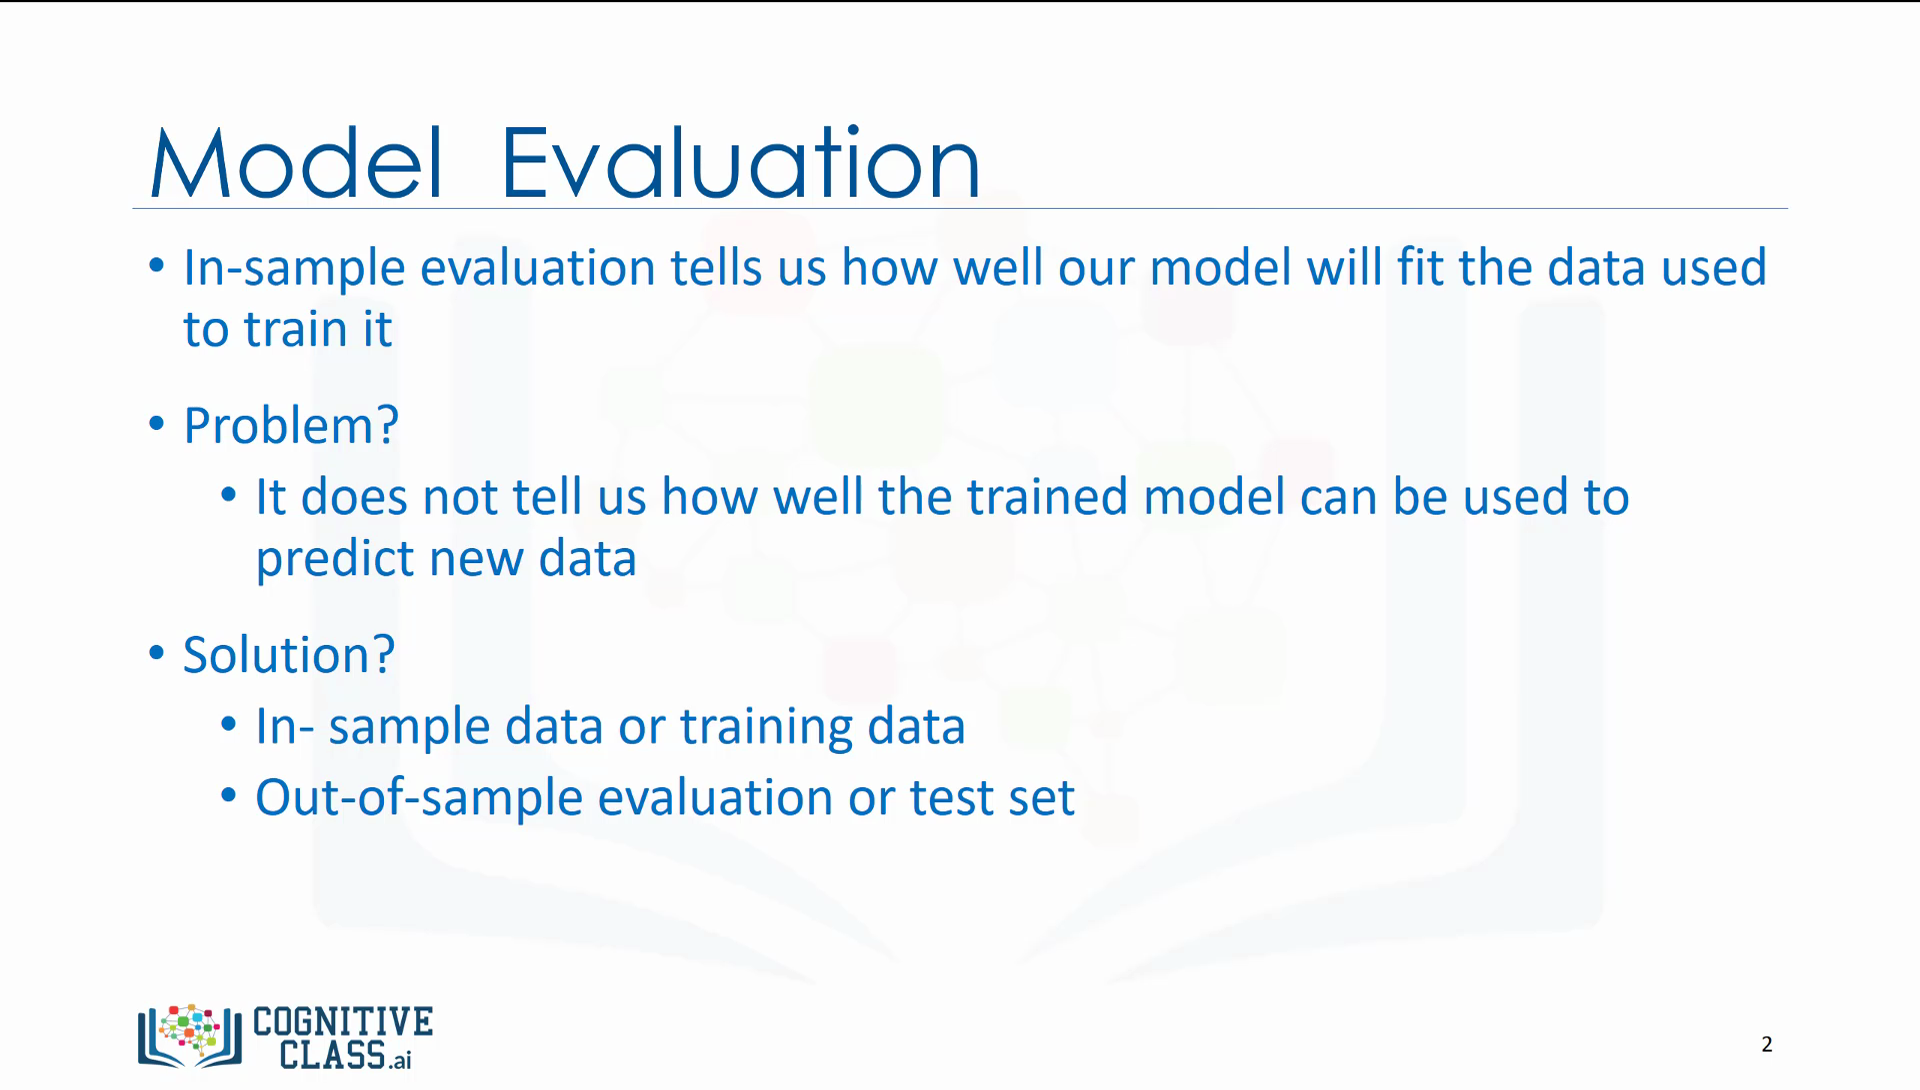 Model Evaluation
• In-sample evaluation tells us how well our model will fit the data used
to train it
• Problem?
• It does not tell us how well the trained model can be used to
predict new data
• Solution?
• In- sample data or training data
• Out-of-sample evaluation or test set
COGNITIVE
CLASS.ai
2